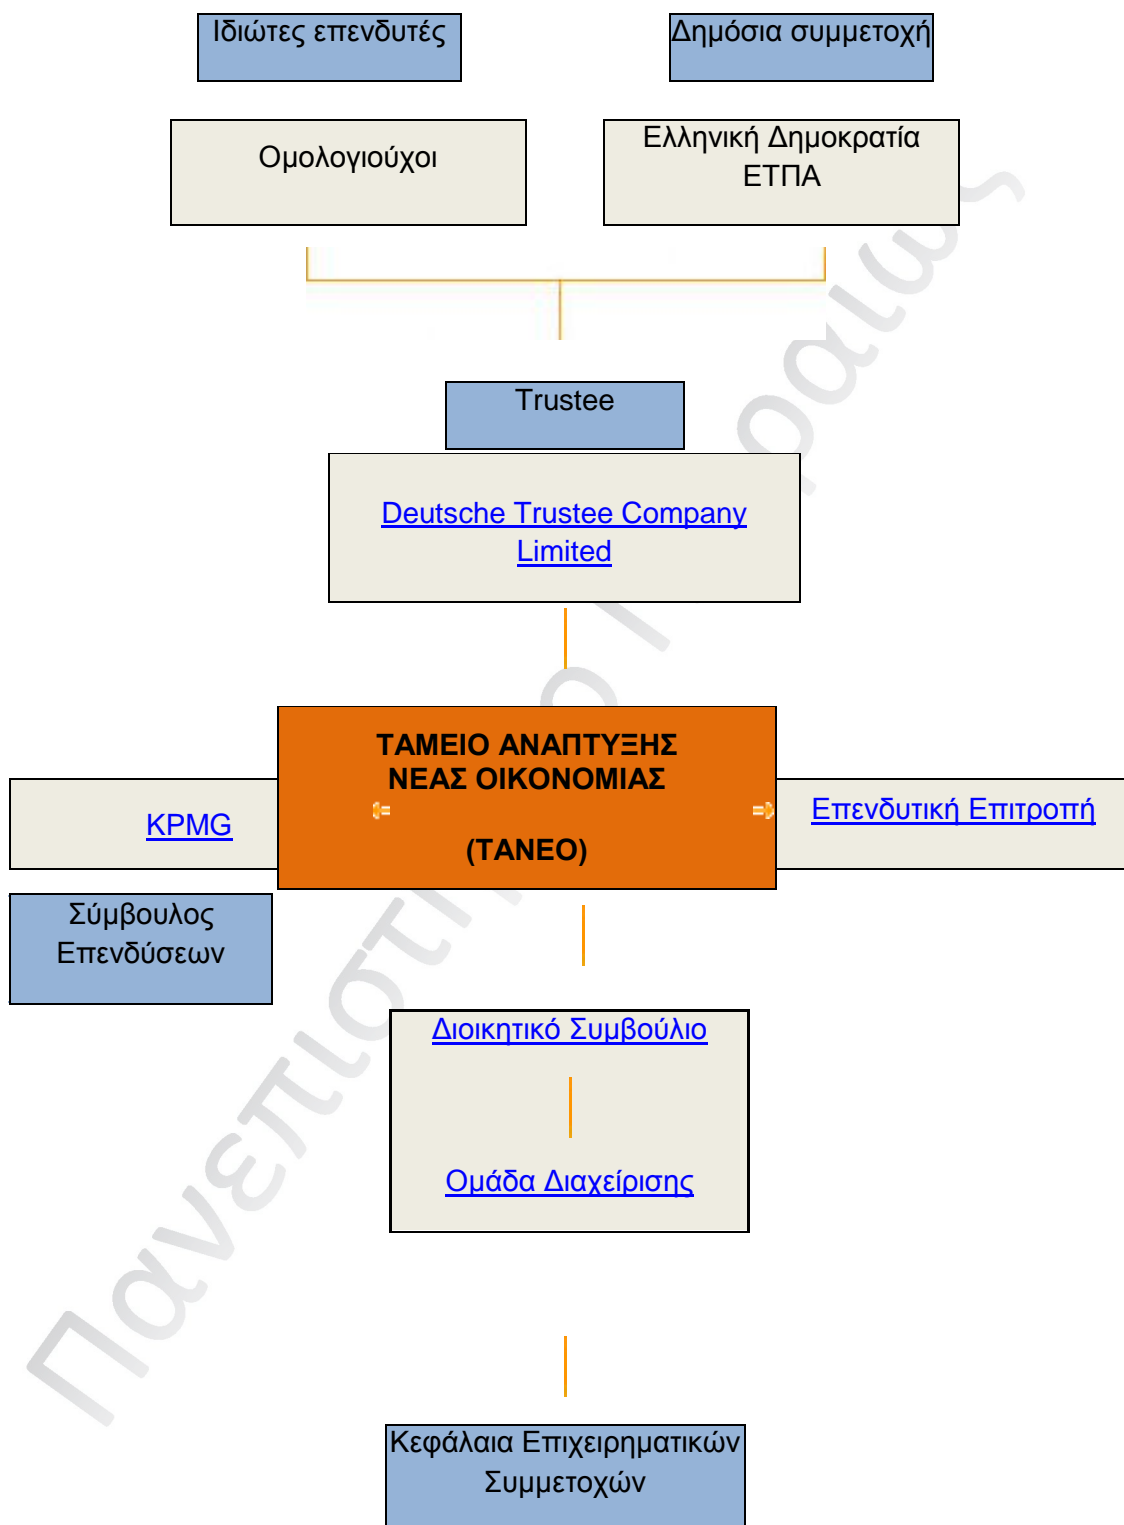 Ιδιώτες επενδυτές
Δημόσια συμμετοχή
Ομολογιούχοι
Ελληνική Δημοκρατία
ΕΤΠΑ
Trustee
Deutsche Trustee Company
Limited
ΤΑΜΕΙΟ ΑΝΑΠΤΥΞΗΣ
ΝΕΑΣ ΟΙΚΟΝΟΜΙΑΣ
(ΤΑΝΕΟ)
KPMG
Επενδυτική Επιτροπή
Σύμβουλος
Επενδύσεων
Διοικητικό Συμβούλιο
Ομάδα Διαχείρισης
Κεφάλαια Επιχειρηματικών
Συμμετοχών